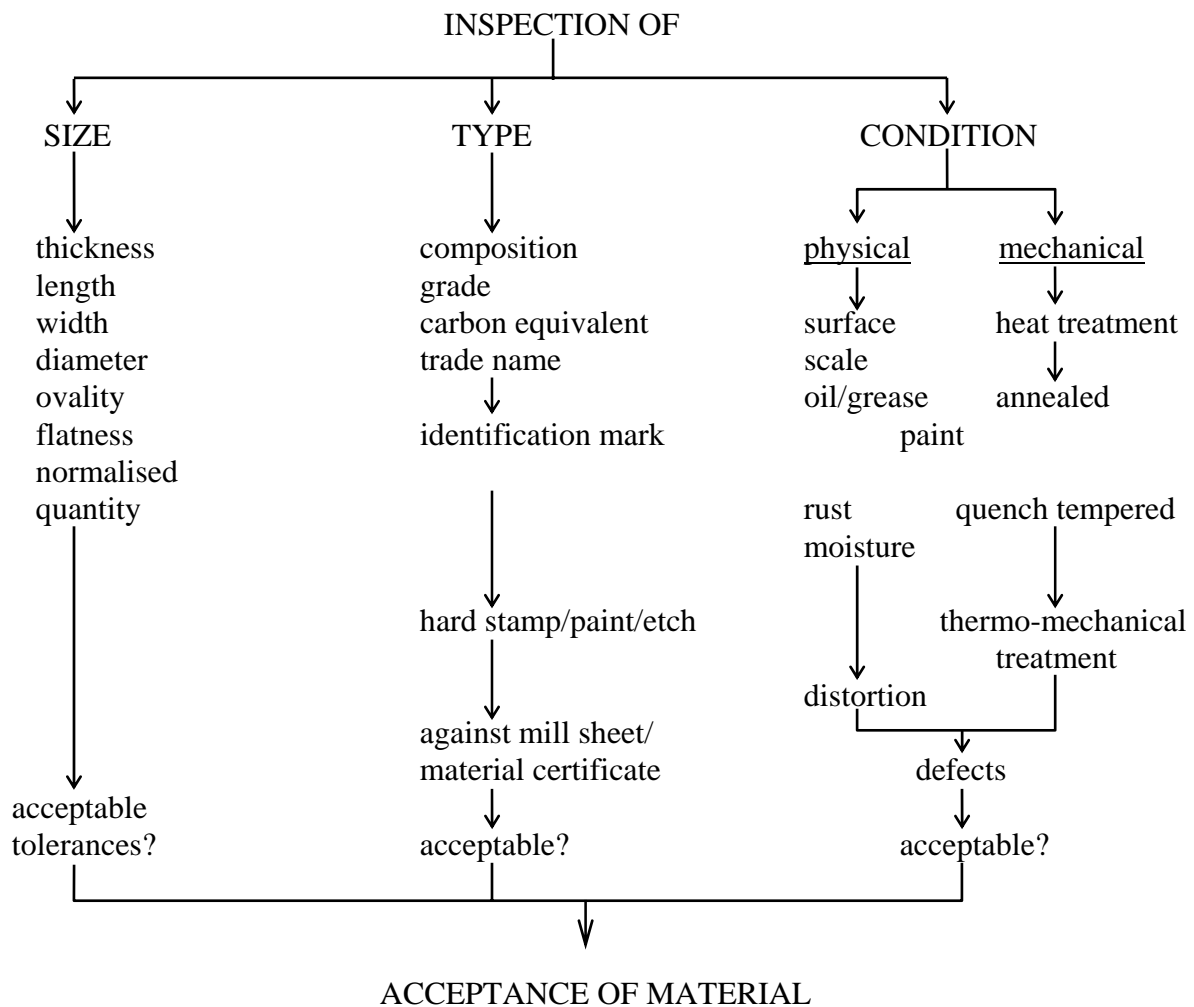 INSPECTION OF
SIZE
TYPE
CONDITION
thickness
length
width
diameter
ovality
flatness
normalised
quantity
acceptable
tolerances?
composition
grade
carbon equivalent
trade name
identification mark
hard stamp/paint/etch
against mill sheet/
material certificate
acceptable?
physical
surface
scale
oil/grease
paint
rust
moisture
distortion
mechanical
heat treatment
annealed
quench tempered
thermo-mechanical
treatment
defects
acceptable?
ACCEPTANCE OF MATERIAL